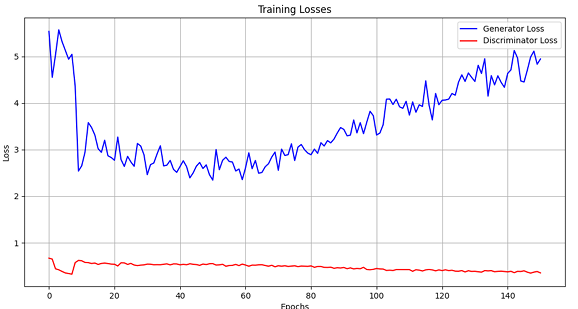 Training Losses
Generator Loss
Discriminator Loss
Loss
5
4
3
2
1
0 20 40 60 80 100 120 140
Epochs